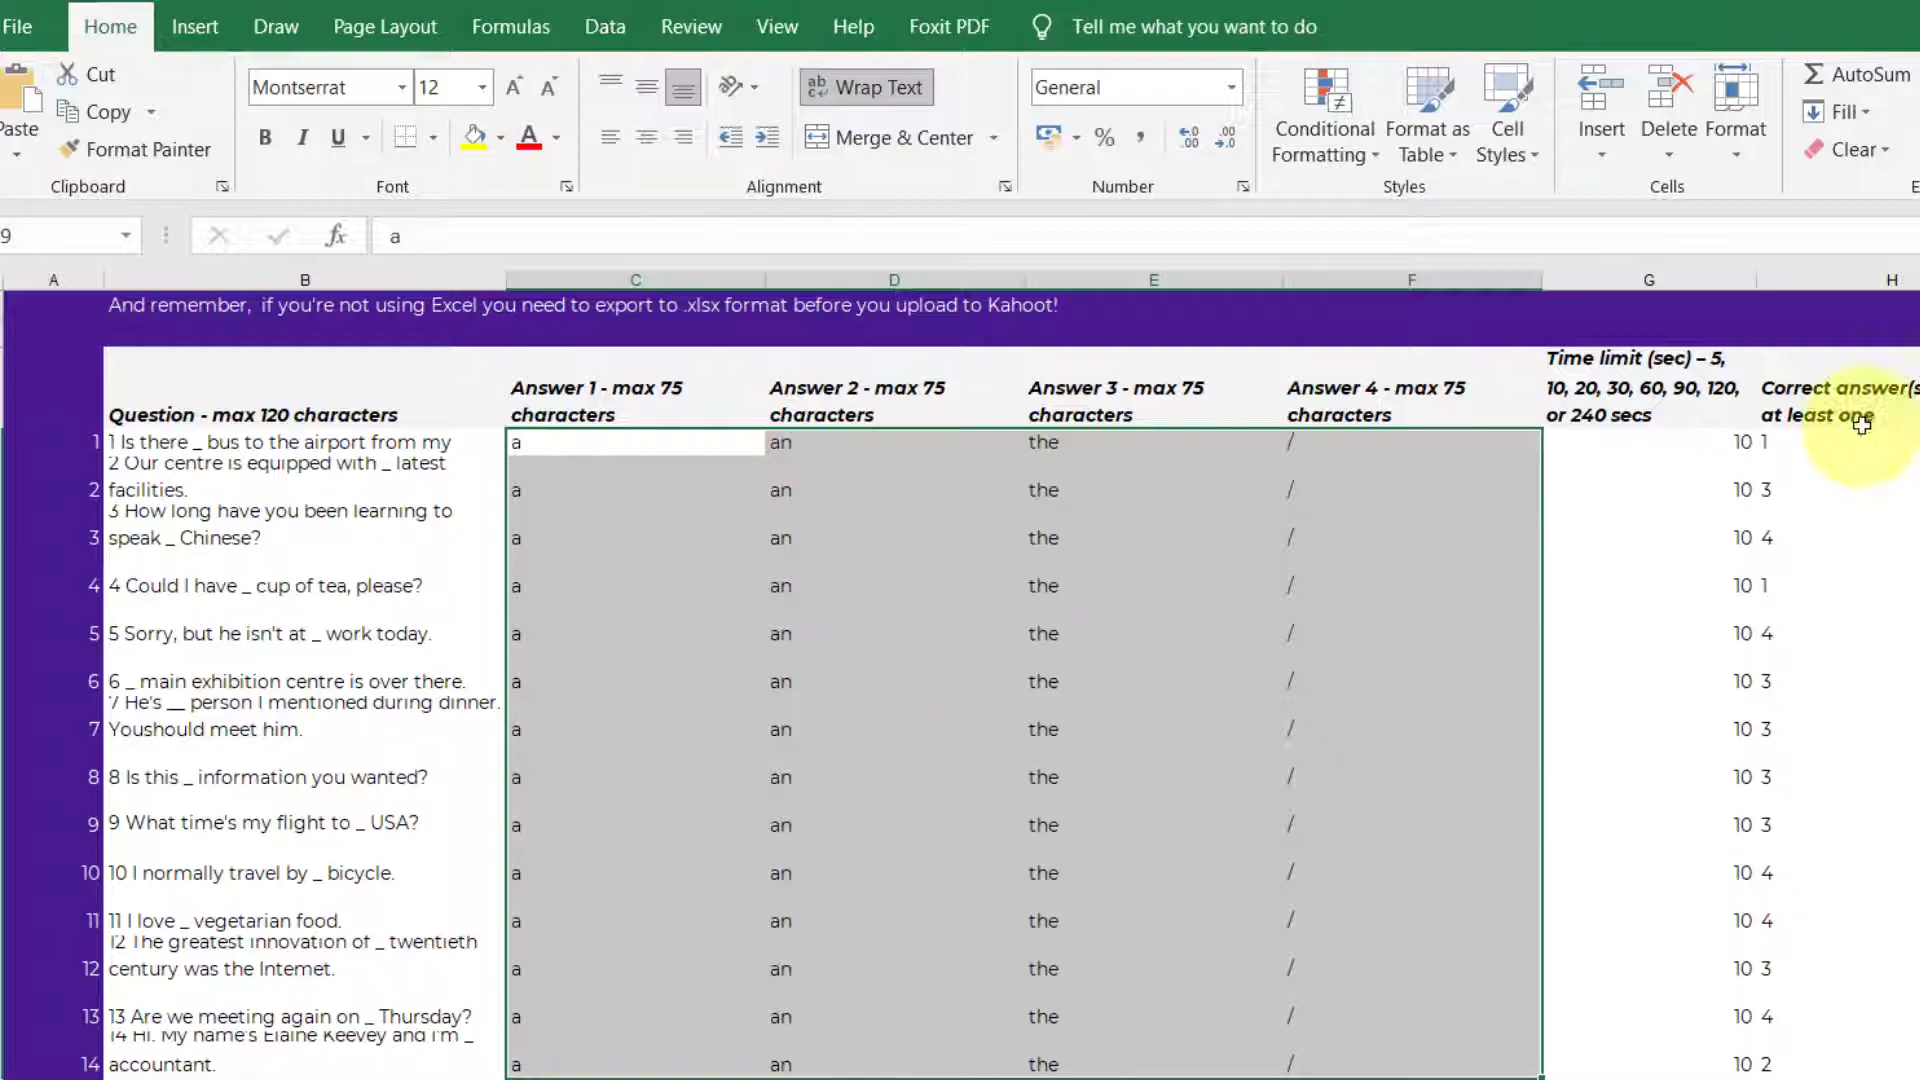 File Home Insert Draw Page Layout Formulas Data Review View Help Foxit PDF Tell me what you want to do
Paste Cut Copy Format Painter Clipboard
Montserrat 12 A A B I U A Font
ab Wrap Text Merge & Center Alignment
General % , .00 .00 Number
Conditional Formatting Format as Table Cell Styles Styles
Insert Delete Format Cells
AutoSum Fill Clear
9 fx a
A B C D E F G H
And remember, if you're not using Excel you need to export to .xlsx format before you upload to Kahoot!
Question - max 120 characters Answer 1 - max 75 characters Answer 2 - max 75 characters Answer 3 - max 75 characters Answer 4 - max 75 characters Time limit (sec) – 5, 10, 20, 30, 60, 90, 120, or 240 secs Correct answer(s at least one
1 1 Is there _ bus to the airport from my a an the / 10 1
2 2 Our centre is equipped with _ latest facilities. a an the / 10 3
3 3 How long have you been learning to speak _ Chinese? a an the / 10 4
4 4 Could I have _ cup of tea, please? a an the / 10 1
5 5 Sorry, but he isn't at _ work today. a an the / 10 4
6 6 _ main exhibition centre is over there. a an the / 10 3
7 7 He's __ person I mentioned during dinner. Youshould meet him. a an the / 10 3
8 8 Is this _ information you wanted? a an the / 10 3
9 9 What time's my flight to _ USA? a an the / 10 3
10 10 I normally travel by _ bicycle. a an the / 10 4
11 11 I love _ vegetarian food. a an the / 10 4
12 12 The greatest innovation of _ twentieth century was the Internet. a an the / 10 3
13 13 Are we meeting again on _ Thursday? a an the / 10 4
14 14 Hi. My name's Elaine Keevey and I'm _ accountant. a an the / 10 2